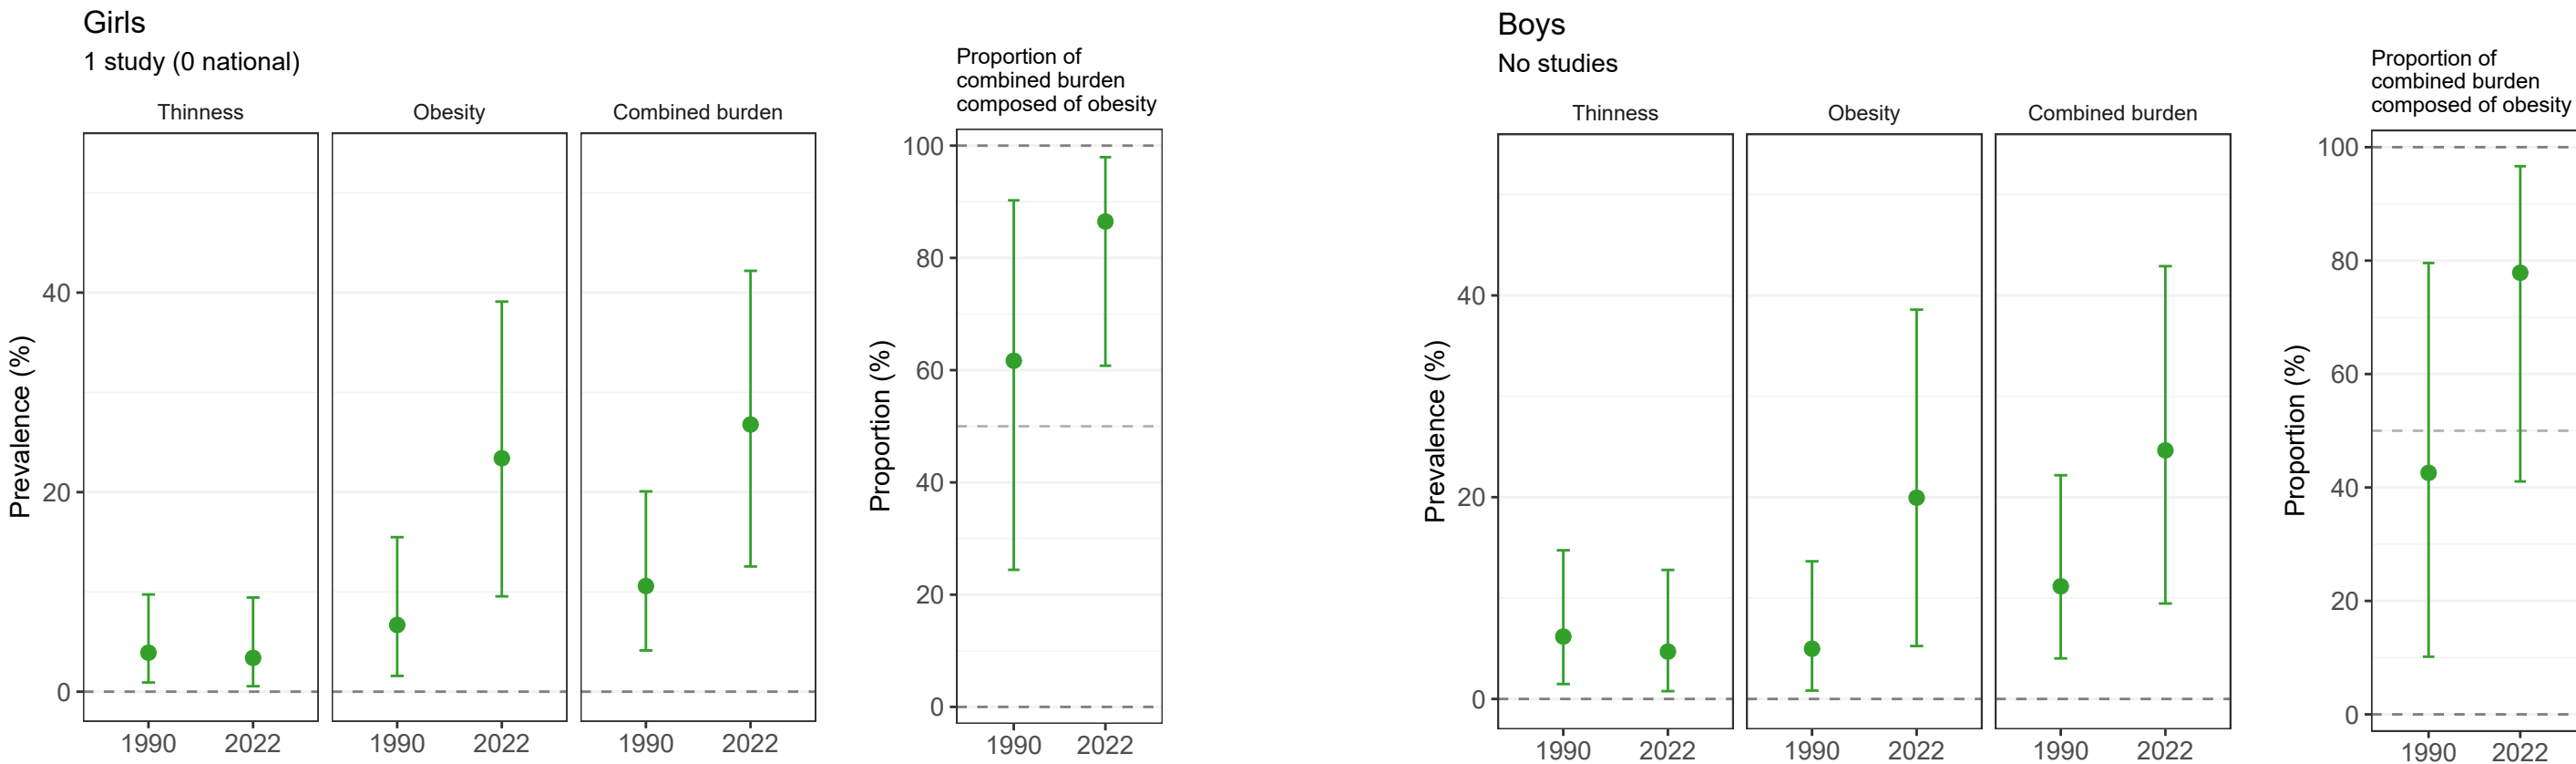 Girls
1 study (0 national)
Thinness
Obesity
Combined burden
Prevalence (%)
40
20
0
1990
2022
1990
2022
1990
2022
Proportion of
combined burden
composed of obesity
Proportion (%)
100
80
60
40
20
0
1990
2022
Boys
No studies
Thinness
Obesity
Combined burden
Prevalence (%)
40
20
0
1990
2022
1990
2022
1990
2022
Proportion of
combined burden
composed of obesity
Proportion (%)
100
80
60
40
20
0
1990
2022